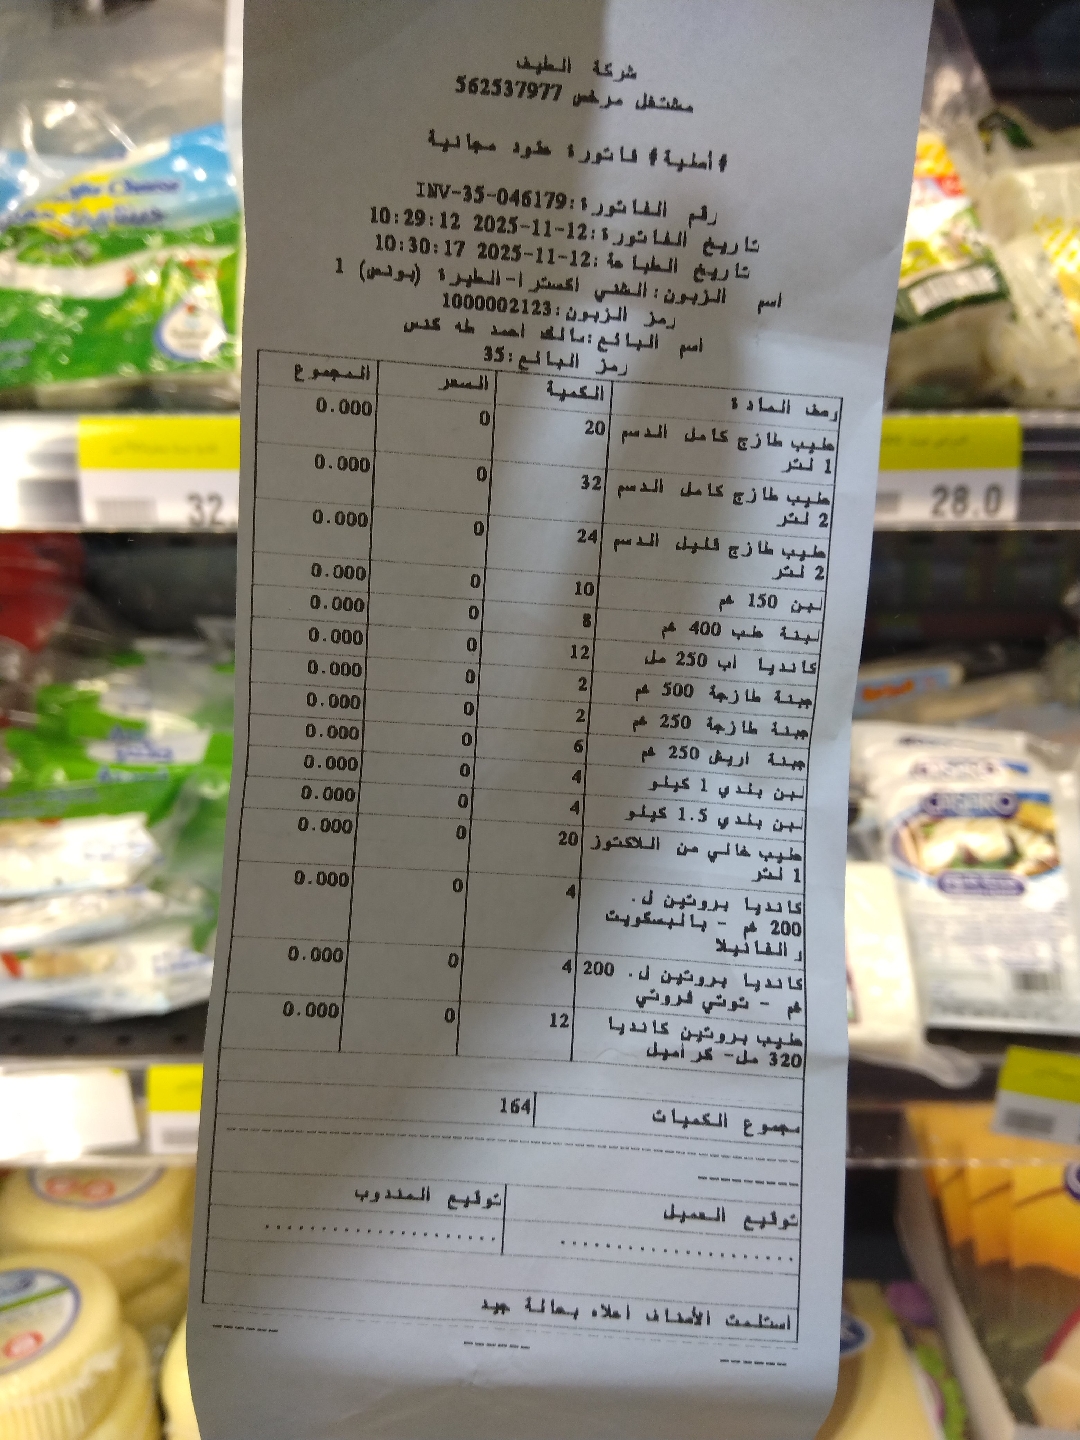 شركة الطيف
مشتغل مرخص 562537977
#أصلية# فاتورة طود مجانية
رقم الفاتورة:INV-35-046179
تاريخ الفاتورة:12-11-2025 10:29:12
تاريخ الطباعة:12-11-2025 10:30:17
اسم الزبون:الشني اكسترا-الطيرة (بونص) 1
رمز الزبون:1000002123
اسم البائع:مالك احمد طه كنس
رمز البائع:35
وصف المادة الكمية السعر المجموع
حليب طازج كامل الدسم 20 0 0.000
1 لتر
حليب طازج كامل الدسم 32 0 0.000
2 لتر
حليب طازج قليل الدسم 24 0 0.000
2 لتر
لبن 150 غم 10 0 0.000
لبنة علب 400 غم 8 0 0.000
كانديا اب 250 مل 12 0 0.000
جبنة طازجة 500 غم 2 0 0.000
جبنة طازجة 250 غم 2 0 0.000
جبنة اريش 250 غم 6 0 0.000
لبن بلدي 1 كيلو 4 0 0.000
لبن بلدي 1.5 كيلو 4 0 0.000
حليب خالي من اللاكتوز 20 0 0.000
1 لتر
كانديا بروتين ل. 4 0 0.000
200 غم - بالبسكويت
و الفانيلا
كانديا بروتين ل. 200 4 0 0.000
غم - توتي فروتي
حليب بروتين كانديا 12 0 0.000
320 مل- كراميل
مجموع الكميات 164
توقيع العميل توقيع المندوب
استلمت الأصناف اعلاه بحالة جيد
32
28.0